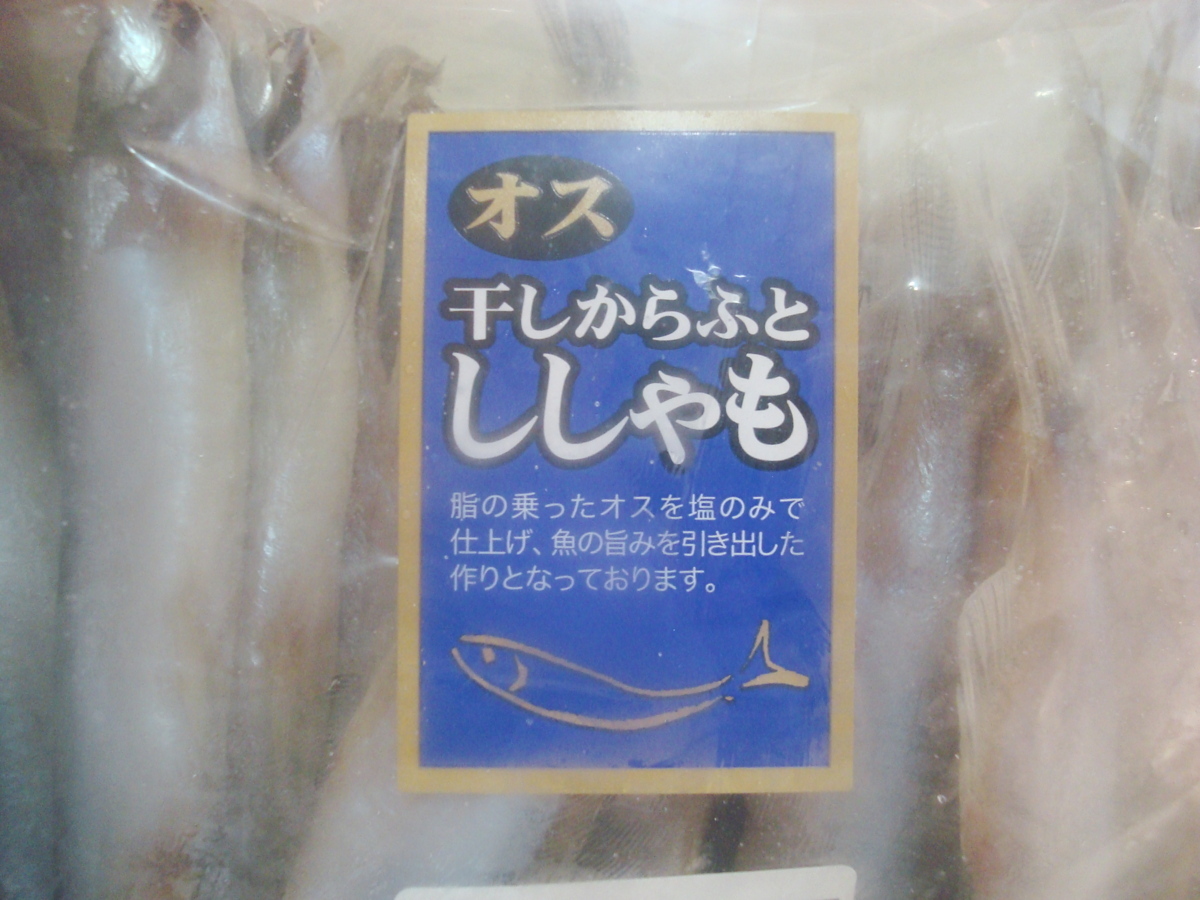 オス
干しからふと
ししゃも
脂の乗ったオスを塩のみで
仕上げ、魚の旨みを引き出した
作りとなっております。